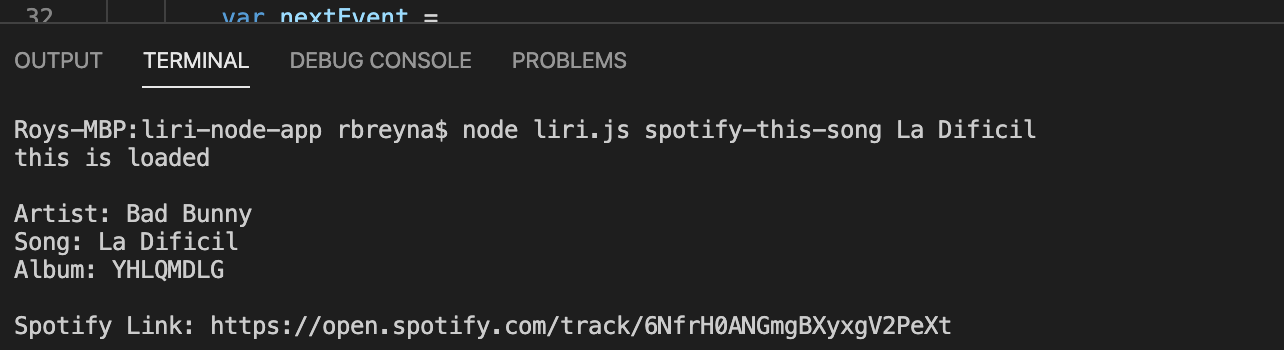 32 var nextEvent =
OUTPUT TERMINAL DEBUG CONSOLE PROBLEMS
Roys-MBP:liri-node-app rbreyna$ node liri.js spotify-this-song La Dificil
this is loaded
Artist: Bad Bunny
Song: La Dificil
Album: YHLQMDLG
Spotify Link: https://open.spotify.com/track/6NfrH0ANGmgBXyxgV2PeXt